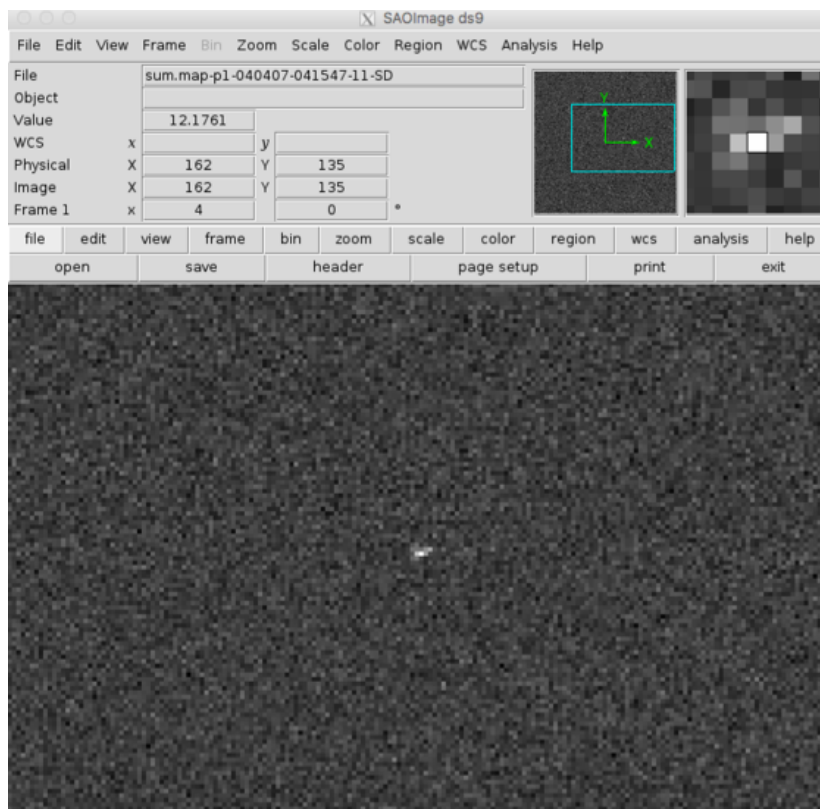 SAOImage ds9
File Edit View Frame Bin Zoom Scale Color Region WCS Analysis Help
File sum.map-p1-040407-041547-11-SD
Object
Value 12.1761
WCS x y
Physical X 162 Y 135
Image X 162 Y 135
Frame 1 x 4 0 °
Y
X
file edit view frame bin zoom scale color region wcs analysis help
open save header page setup print exit